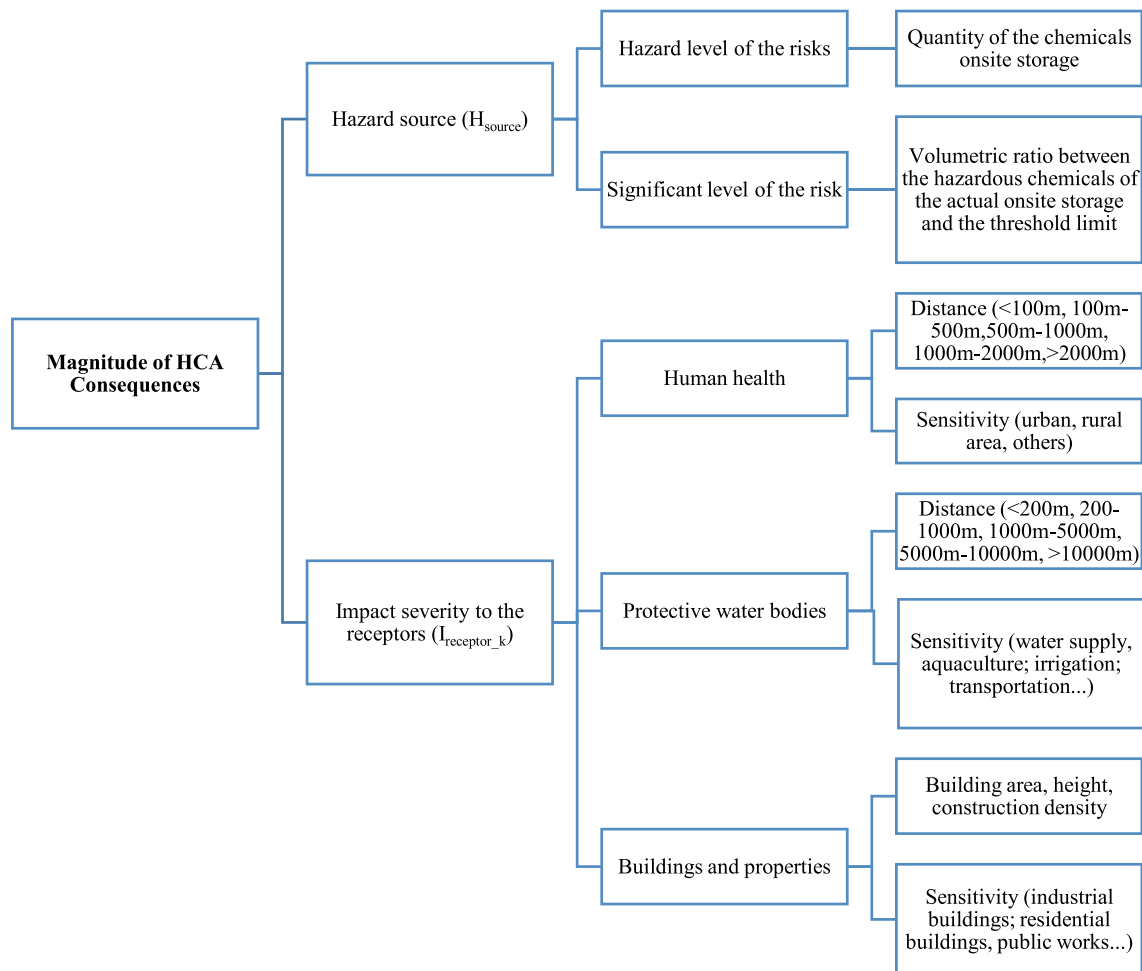 Magnitude of HCA
Consequences
Hazard source (H_source)
Hazard level of the risks
Quantity of the chemicals
onsite storage
Significant level of the risk
Volumetric ratio between
the hazardous chemicals of
the actual onsite storage
and the threshold limit
Impact severity to the
receptors (I_receptor_k)
Human health
Distance (<100m, 100m-
500m,500m-1000m,
1000m-2000m,>2000m)
Sensitivity (urban, rural
area, others)
Protective water bodies
Distance (<200m, 200-
1000m, 1000m-5000m,
5000m-10000m, >10000m)
Sensitivity (water supply,
aquaculture; irrigation;
transportation...)
Buildings and properties
Building area, height,
construction density
Sensitivity (industrial
buildings; residential
buildings, public works...)